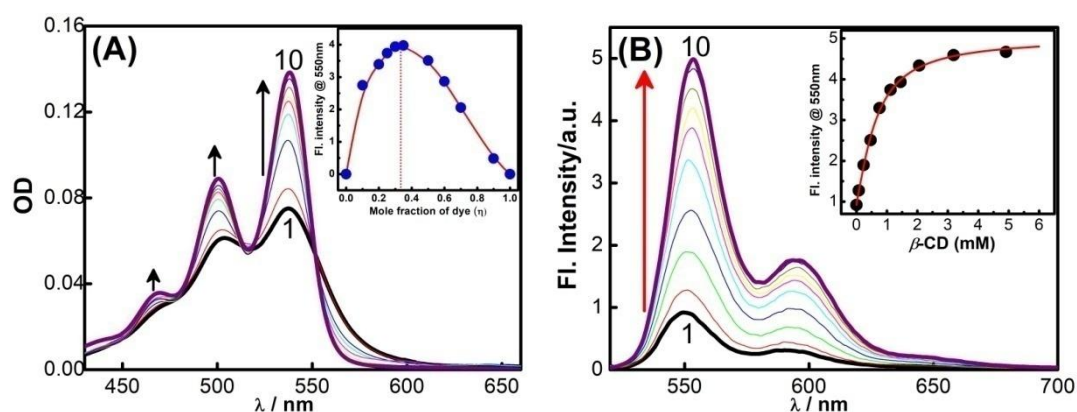 (A)
10
1
OD
0.16
0.12
0.08
0.04
0.00
450 500 550 600 650
λ / nm
Fl. intensity @ 550nm
5
4
3
2
1
0
0.0 0.2 0.4 0.6 0.8 1.0
Mole fraction of dye (η)
(B)
10
1
Fl. Intensity/a.u.
5
4
3
2
1
0
550 600 650 700
λ / nm
Fl. intensity @ 550nm
5
4
3
2
1
0 1 2 3 4 5 6
β-CD (mM)